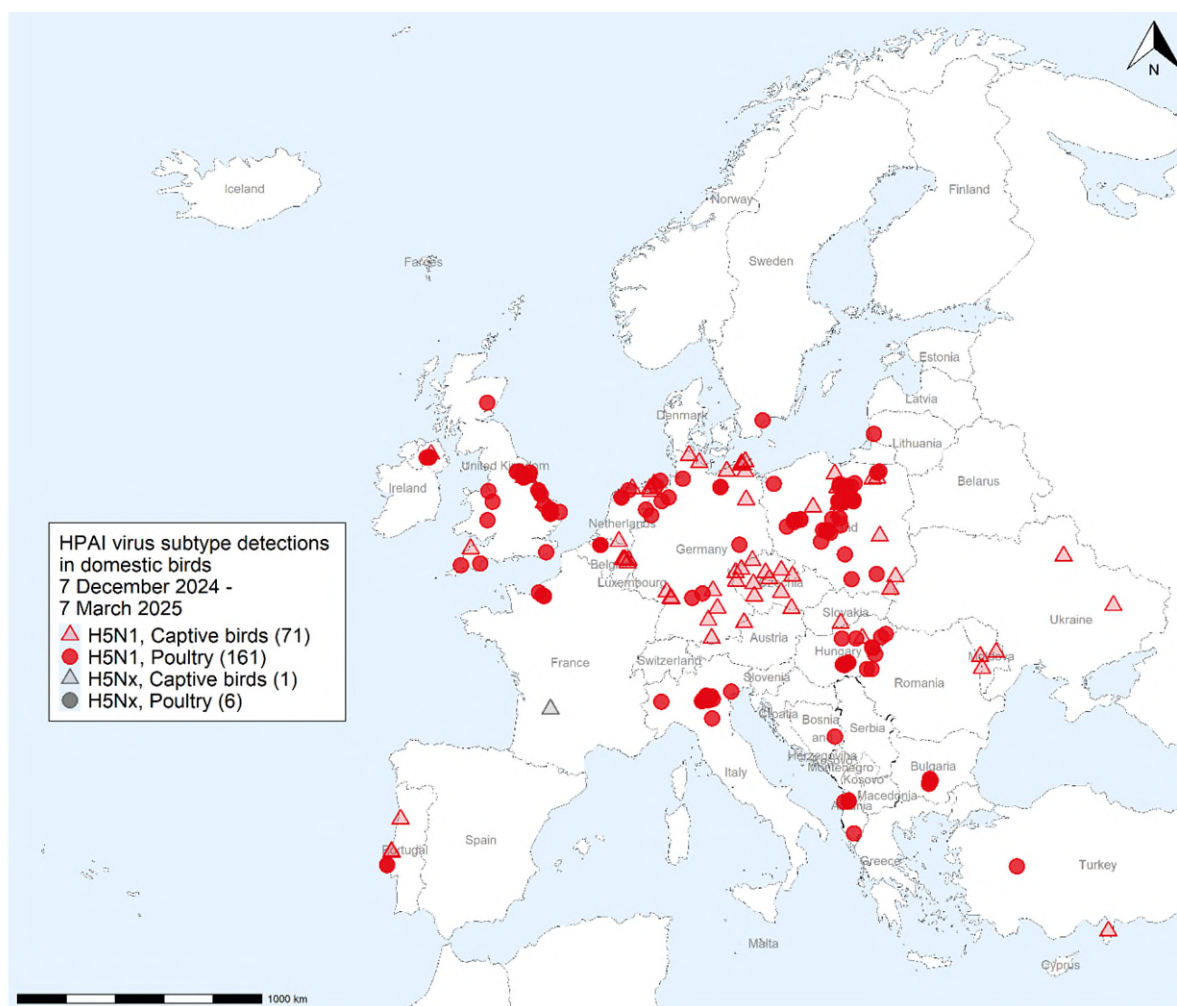 N
Iceland
Faroes
Norway
Finland
Sweden
Estonia
Latvia
Denmark
Lithuania
United Kingdom
Ireland
Belarus
Netherlands
Germany
Luxembourg
Ukraine
Slovakia
Austria
Moldova
France
Switzerland
Hungary
Slovenia
Romania
Croatia
Bosnia
and
Serbia
Herzegovina
Kosovo
Montenegro
Italy
Kosovo
Bulgaria
Macedonia
Spain
Portugal
Greece
Turkey
Malta
Cyprus
HPAI virus subtype detections
in domestic birds
7 December 2024 -
7 March 2025
H5N1, Captive birds (71)
H5N1, Poultry (161)
H5Nx, Captive birds (1)
H5Nx, Poultry (6)
1000 km